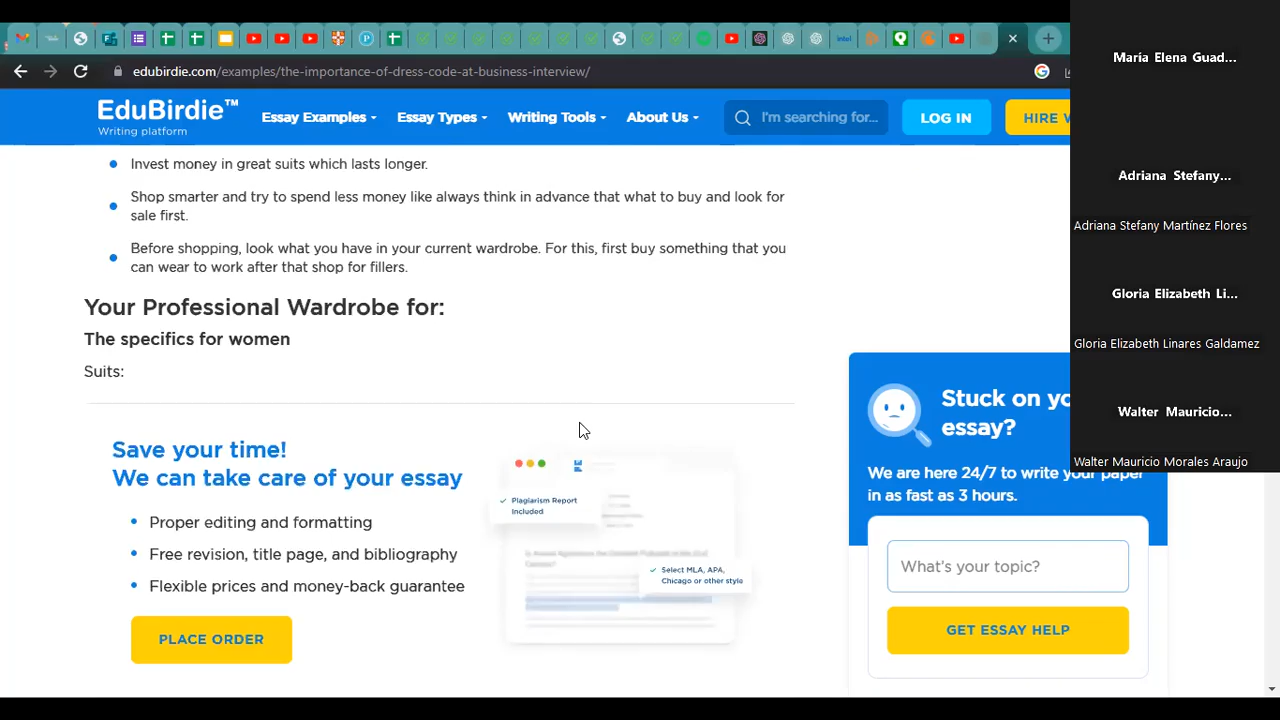 edubirdie.com/examples/the-importance-of-dress-code-at-business-interview/
EduBirdie™
Writing platform
Essay Examples
Essay Types
Writing Tools
About Us
I'm searching for...
LOG IN
HIRE
Invest money in great suits which lasts longer.
Shop smarter and try to spend less money like always think in advance that what to buy and look for
sale first.
Before shopping, look what you have in your current wardrobe. For this, first buy something that you
can wear to work after that shop for fillers.
Your Professional Wardrobe for:
The specifics for women
Suits:
Save your time!
We can take care of your essay
Proper editing and formatting
Free revision, title page, and bibliography
Flexible prices and money-back guarantee
PLACE ORDER
Plagiarism Report
Included
Select MLA, APA,
Chicago or other style
Stuck on yo
essay?
We are here 24/7 to write your paper
in as fast as 3 hours.
What's your topic?
GET ESSAY HELP
María Elena Guad...
Adriana Stefany...
Adriana Stefany Martínez Flores
Gloria Elizabeth Li...
Gloria Elizabeth Linares Galdamez
Walter Mauricio...
Walter Mauricio Morales Araujo